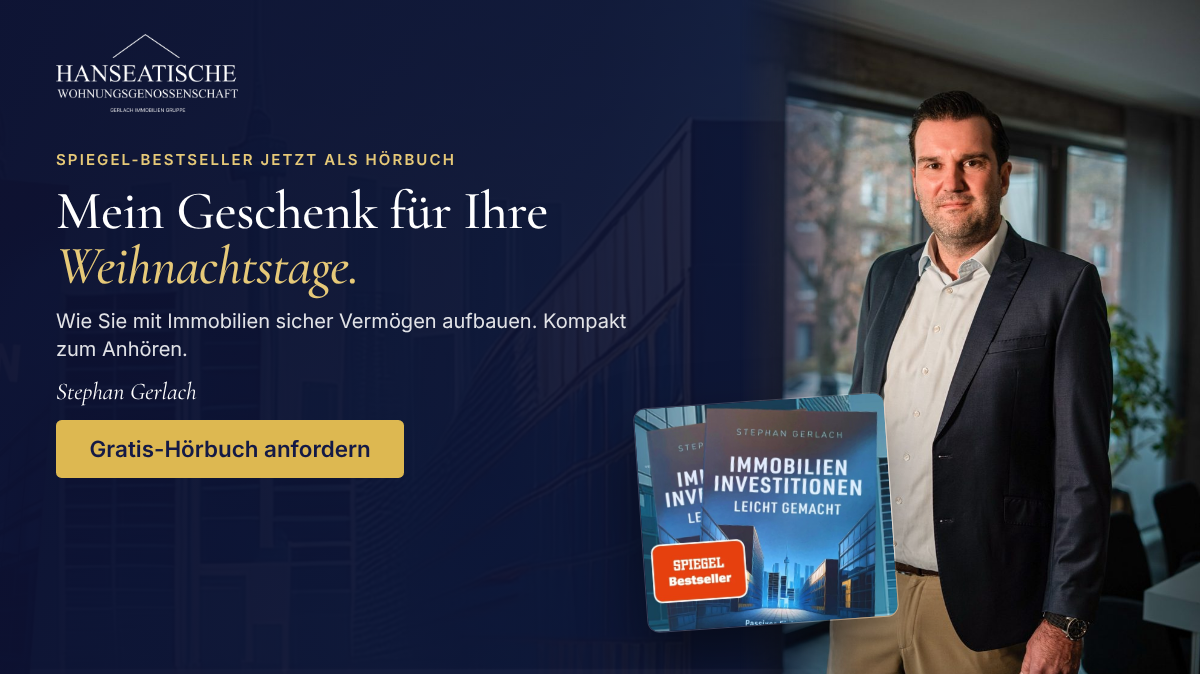 HANSEATISCHE
WOHNUNGSGENOSSENSCHAFT
GERLACH IMMOBILIEN GRUPPE
SPIEGEL-BESTSELLER JETZT ALS HÖRBUCH
Mein Geschenk für Ihre
Weihnachtstage.
Wie Sie mit Immobilien sicher Vermögen aufbauen. Kompakt
zum Anhören.
Stephan Gerlach
Gratis-Hörbuch anfordern
STEPHAN GERLACH
IMMOBILIEN
INVESTITIONEN
LEICHT GEMACHT
SPIEGEL
Bestseller